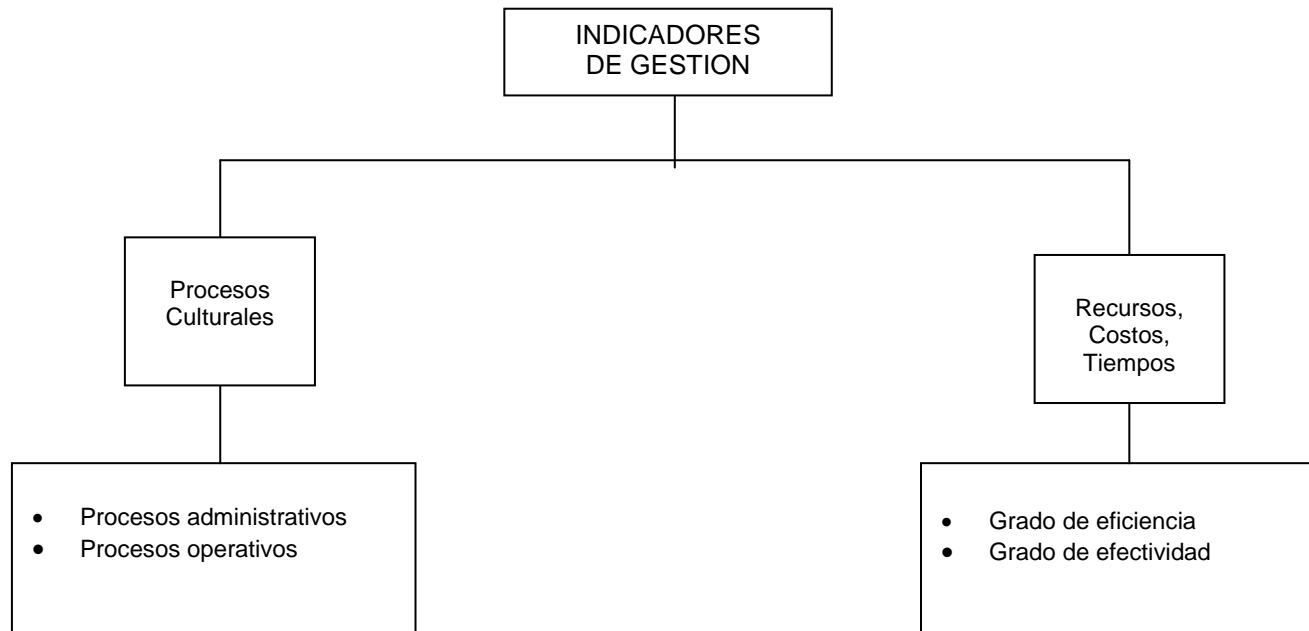 INDICADORES
DE GESTION
Procesos
Culturales
Recursos,
Costos,
Tiempos
• Procesos administrativos
• Procesos operativos
• Grado de eficiencia
• Grado de efectividad